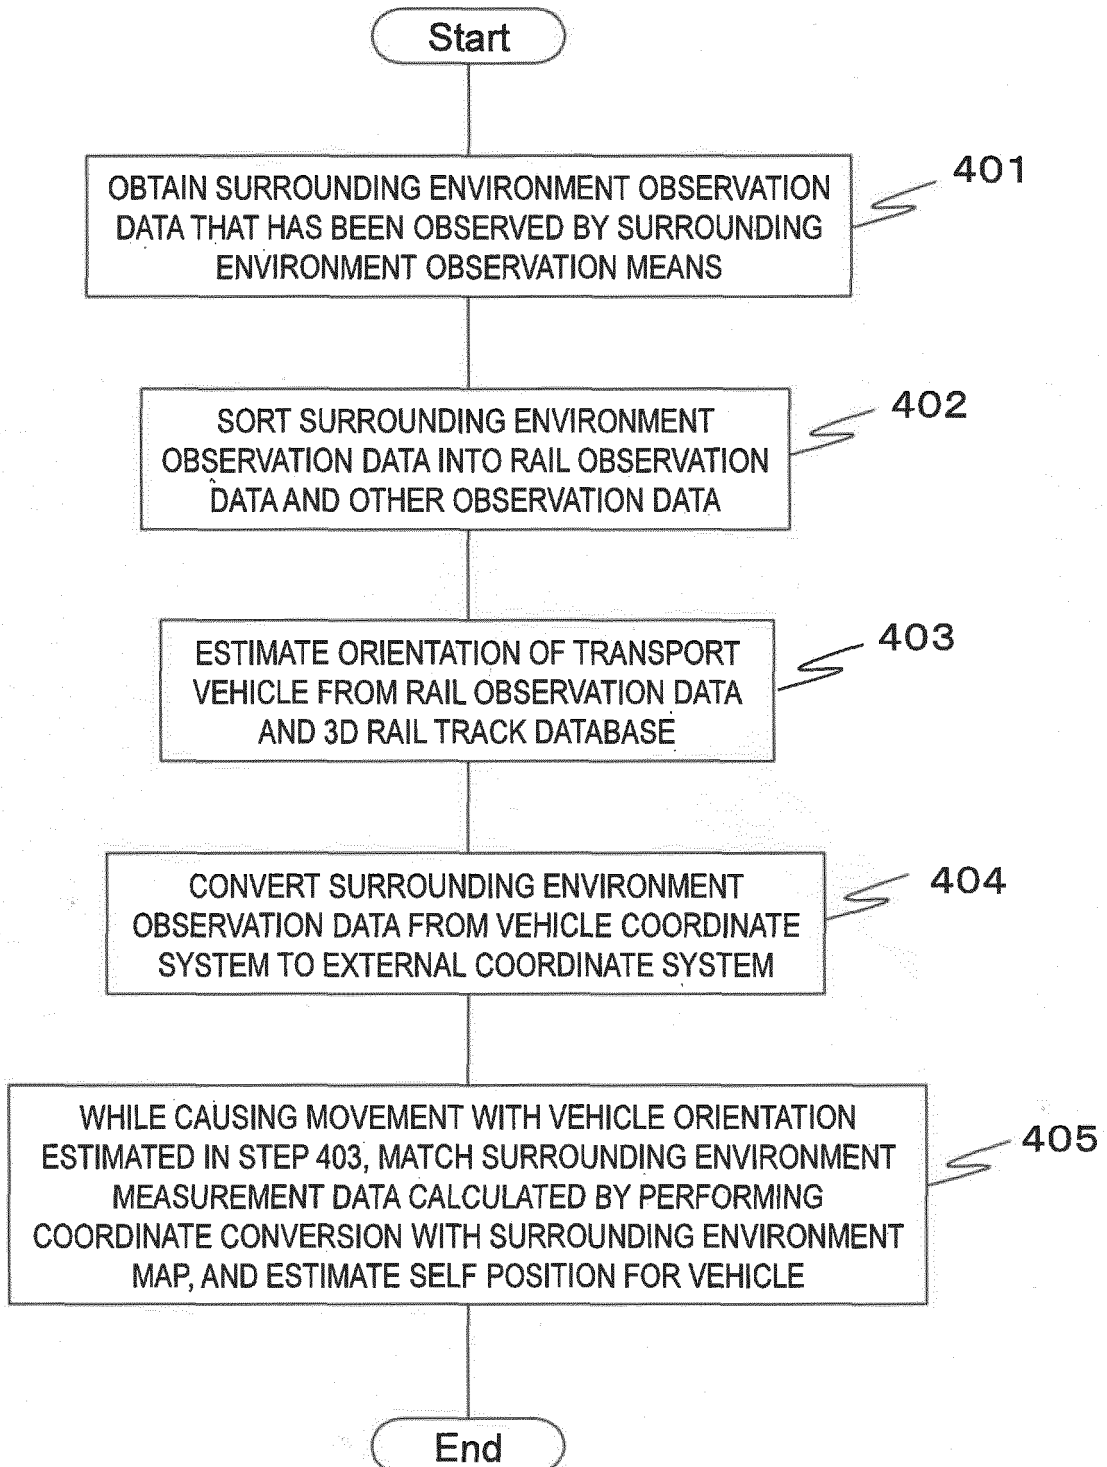 Start
OBTAIN SURROUNDING ENVIRONMENT OBSERVATION
DATA THAT HAS BEEN OBSERVED BY SURROUNDING
ENVIRONMENT OBSERVATION MEANS
401
SORT SURROUNDING ENVIRONMENT
OBSERVATION DATA INTO RAIL OBSERVATION
DATA AND OTHER OBSERVATION DATA
402
ESTIMATE ORIENTATION OF TRANSPORT
VEHICLE FROM RAIL OBSERVATION DATA
AND 3D RAIL TRACK DATABASE
403
CONVERT SURROUNDING ENVIRONMENT
OBSERVATION DATA FROM VEHICLE COORDINATE
SYSTEM TO EXTERNAL COORDINATE SYSTEM
404
WHILE CAUSING MOVEMENT WITH VEHICLE ORIENTATION
ESTIMATED IN STEP 403, MATCH SURROUNDING ENVIRONMENT
MEASUREMENT DATA CALCULATED BY PERFORMING
COORDINATE CONVERSION WITH SURROUNDING ENVIRONMENT
MAP, AND ESTIMATE SELF POSITION FOR VEHICLE
405
End